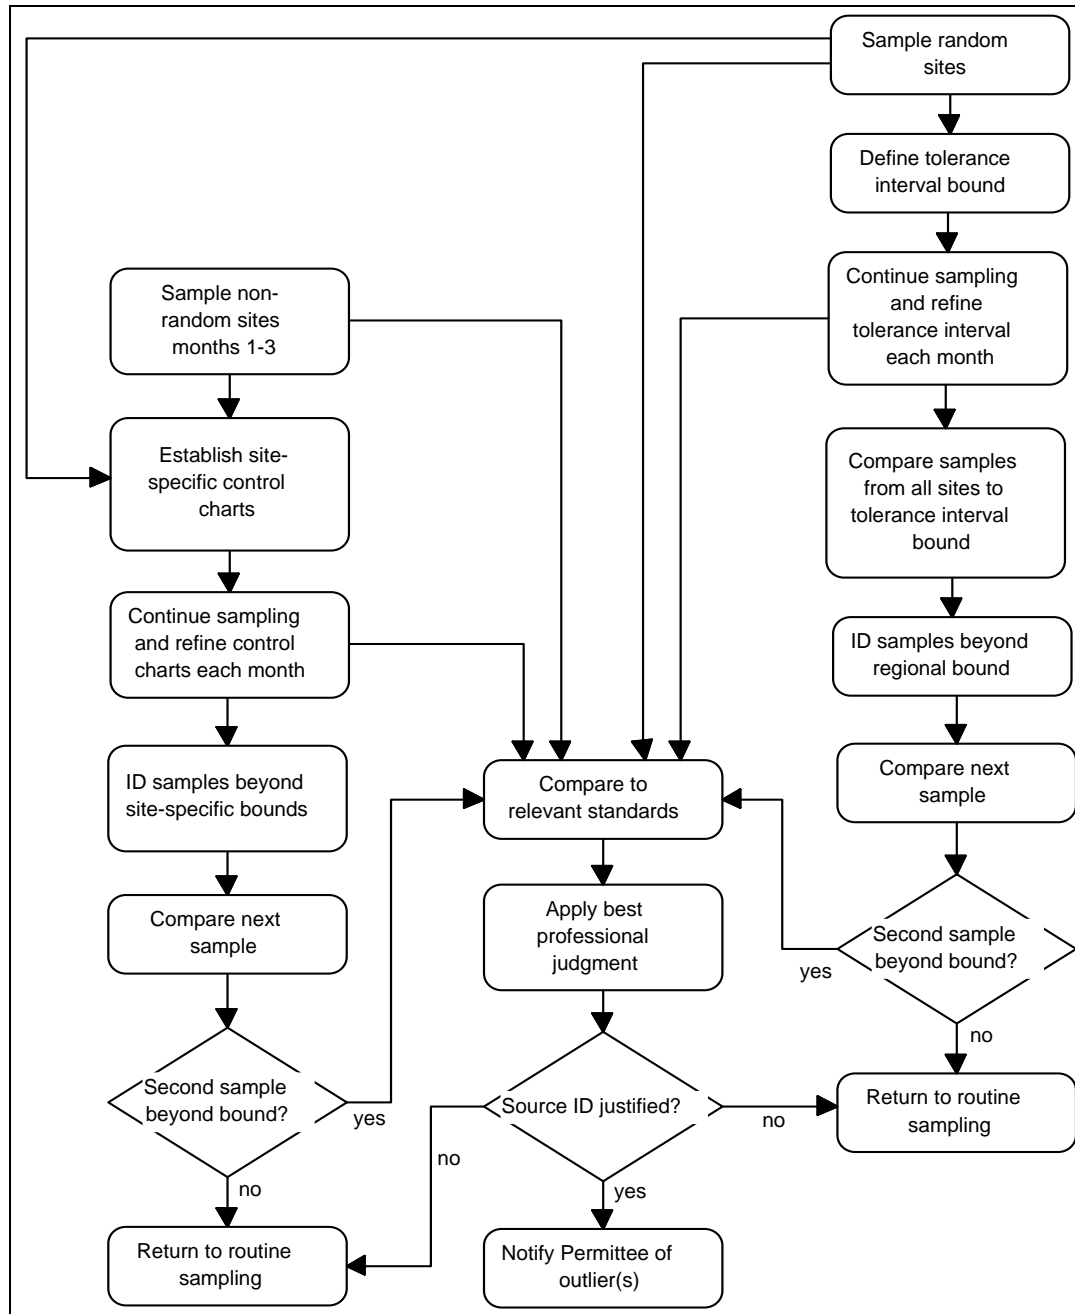 Sample random
sites
Define tolerance
interval bound
Continue sampling
and refine
tolerance interval
each month
Compare samples
from all sites to
tolerance interval
bound
ID samples beyond
regional bound
Compare next
sample
Second sample
beyond bound?
yes
no
Return to routine
sampling
Sample non-
random sites
months 1-3
Establish site-
specific control
charts
Continue sampling
and refine control
charts each month
ID samples beyond
site-specific bounds
Compare next
sample
Second sample
beyond bound?
yes
no
Return to routine
sampling
Compare to
relevant standards
Apply best
professional
judgment
Source ID justified?
no
no
yes
Notify Permittee of
outlier(s)